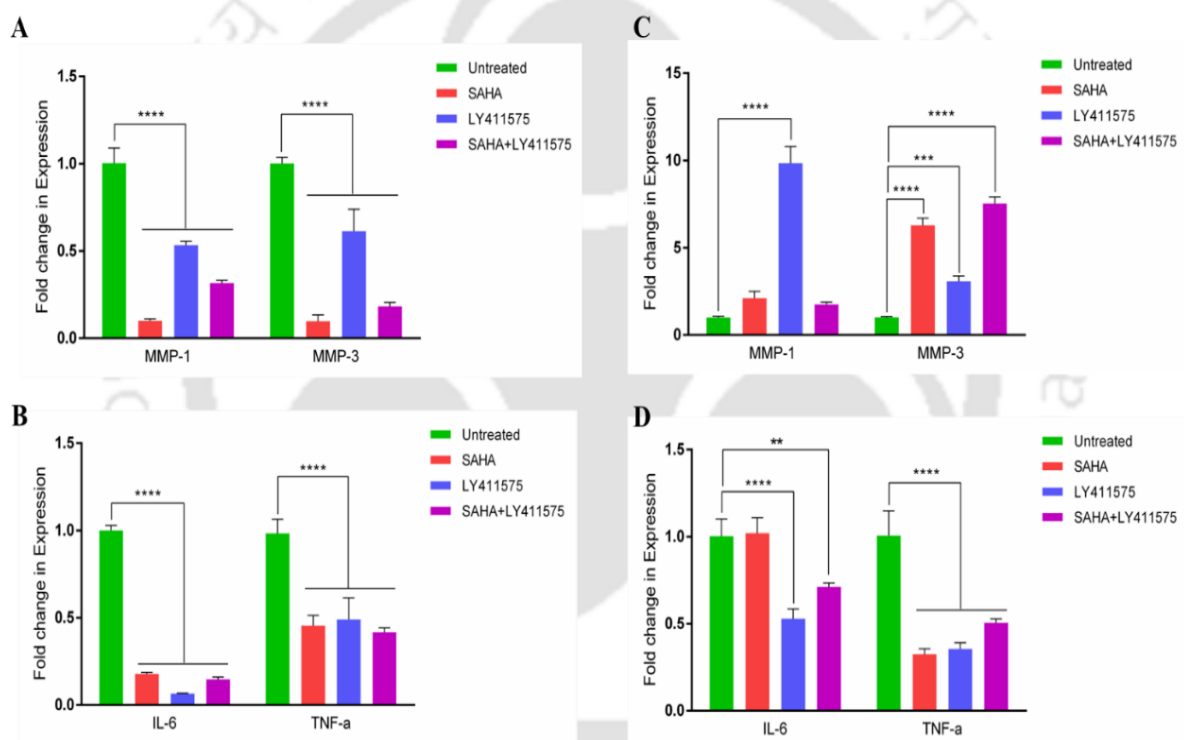 A
Fold change in Expression
1.5
1.0
0.5
0.0
****
****
MMP-1
MMP-3
Untreated
SAHA
LY411575
SAHA+LY411575
C
Fold change in Expression
15
10
5
0
****
****
***
****
MMP-1
MMP-3
Untreated
SAHA
LY411575
SAHA+LY411575
B
Fold change in Expression
1.5
1.0
0.5
0.0
****
****
IL-6
TNF-a
Untreated
SAHA
LY411575
SAHA+LY411575
D
Fold change in Expression
1.5
1.0
0.5
0.0
**
****
****
IL-6
TNF-a
Untreated
SAHA
LY411575
SAHA+LY411575